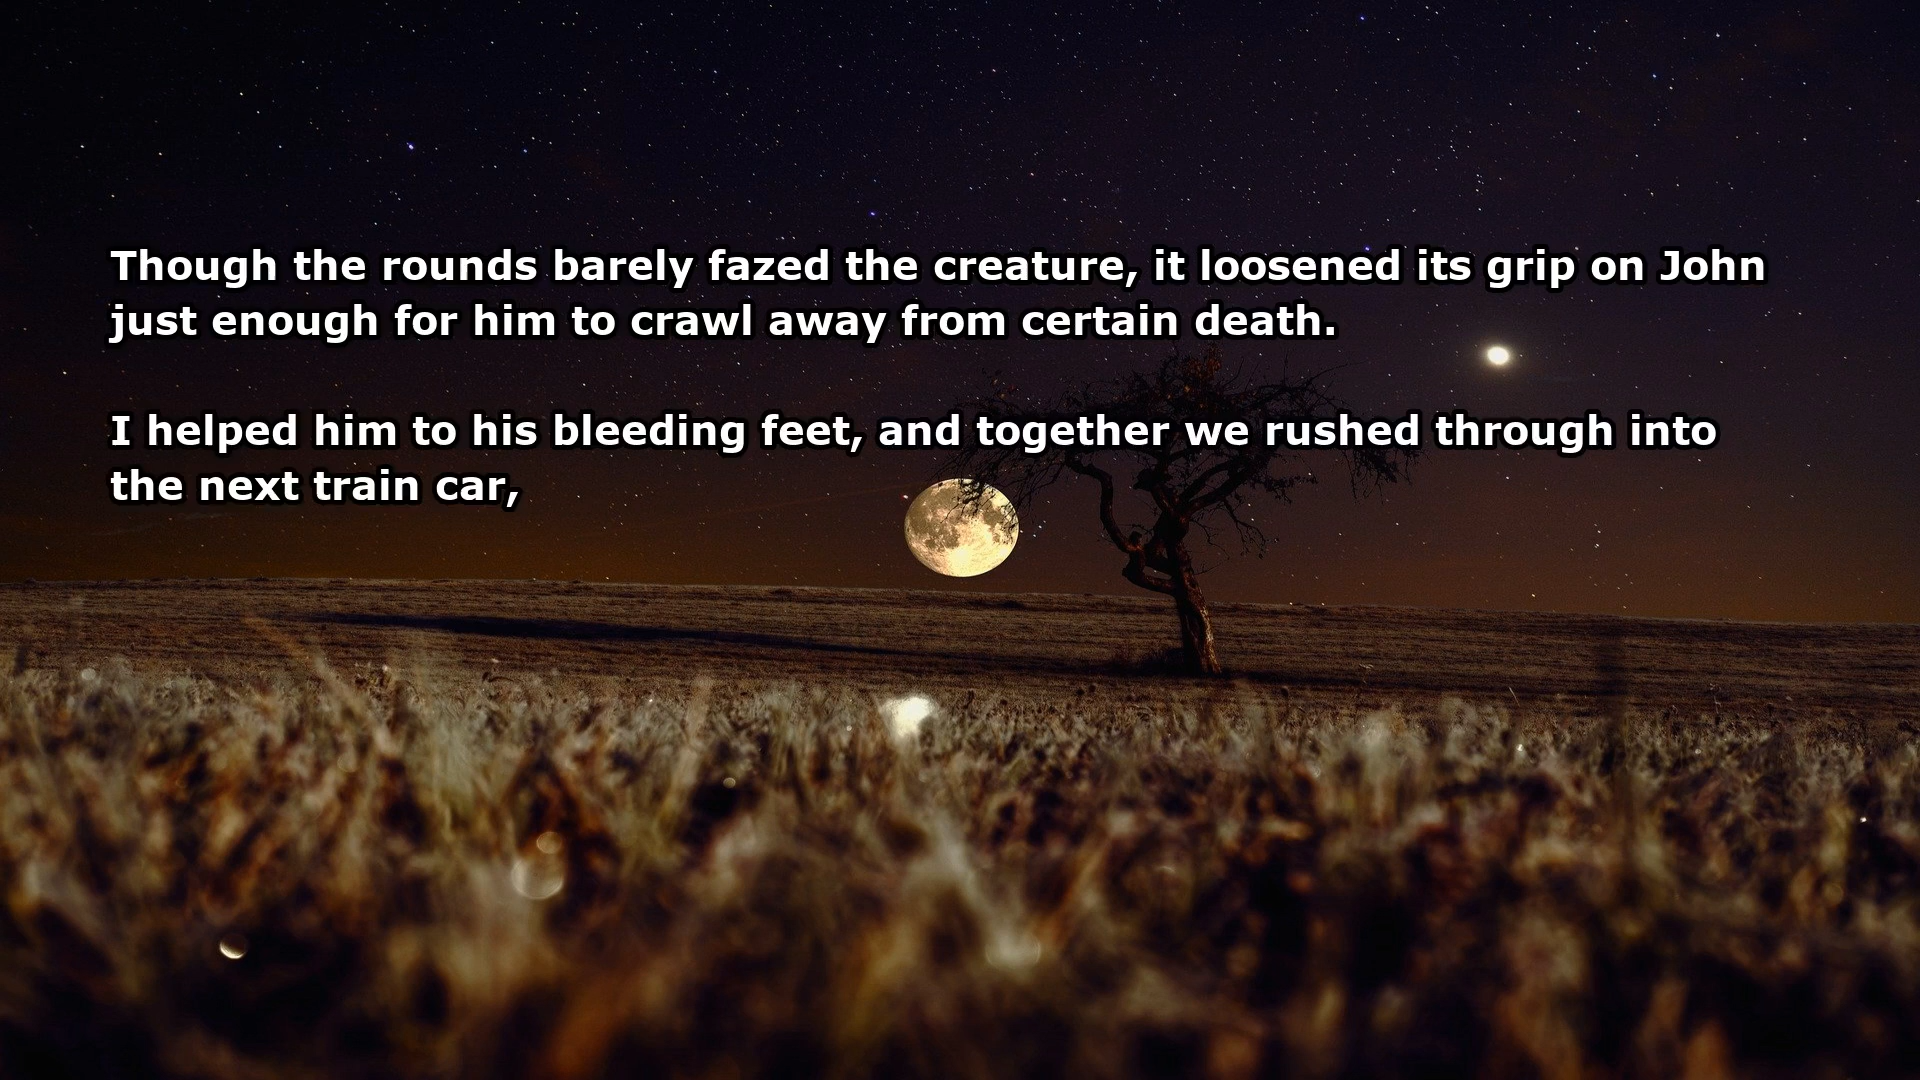 Though the rounds barely fazed the creature, it loosened its grip on John
just enough for him to crawl away from certain death.
I helped him to his bleeding feet, and together we rushed through into
the next train car,